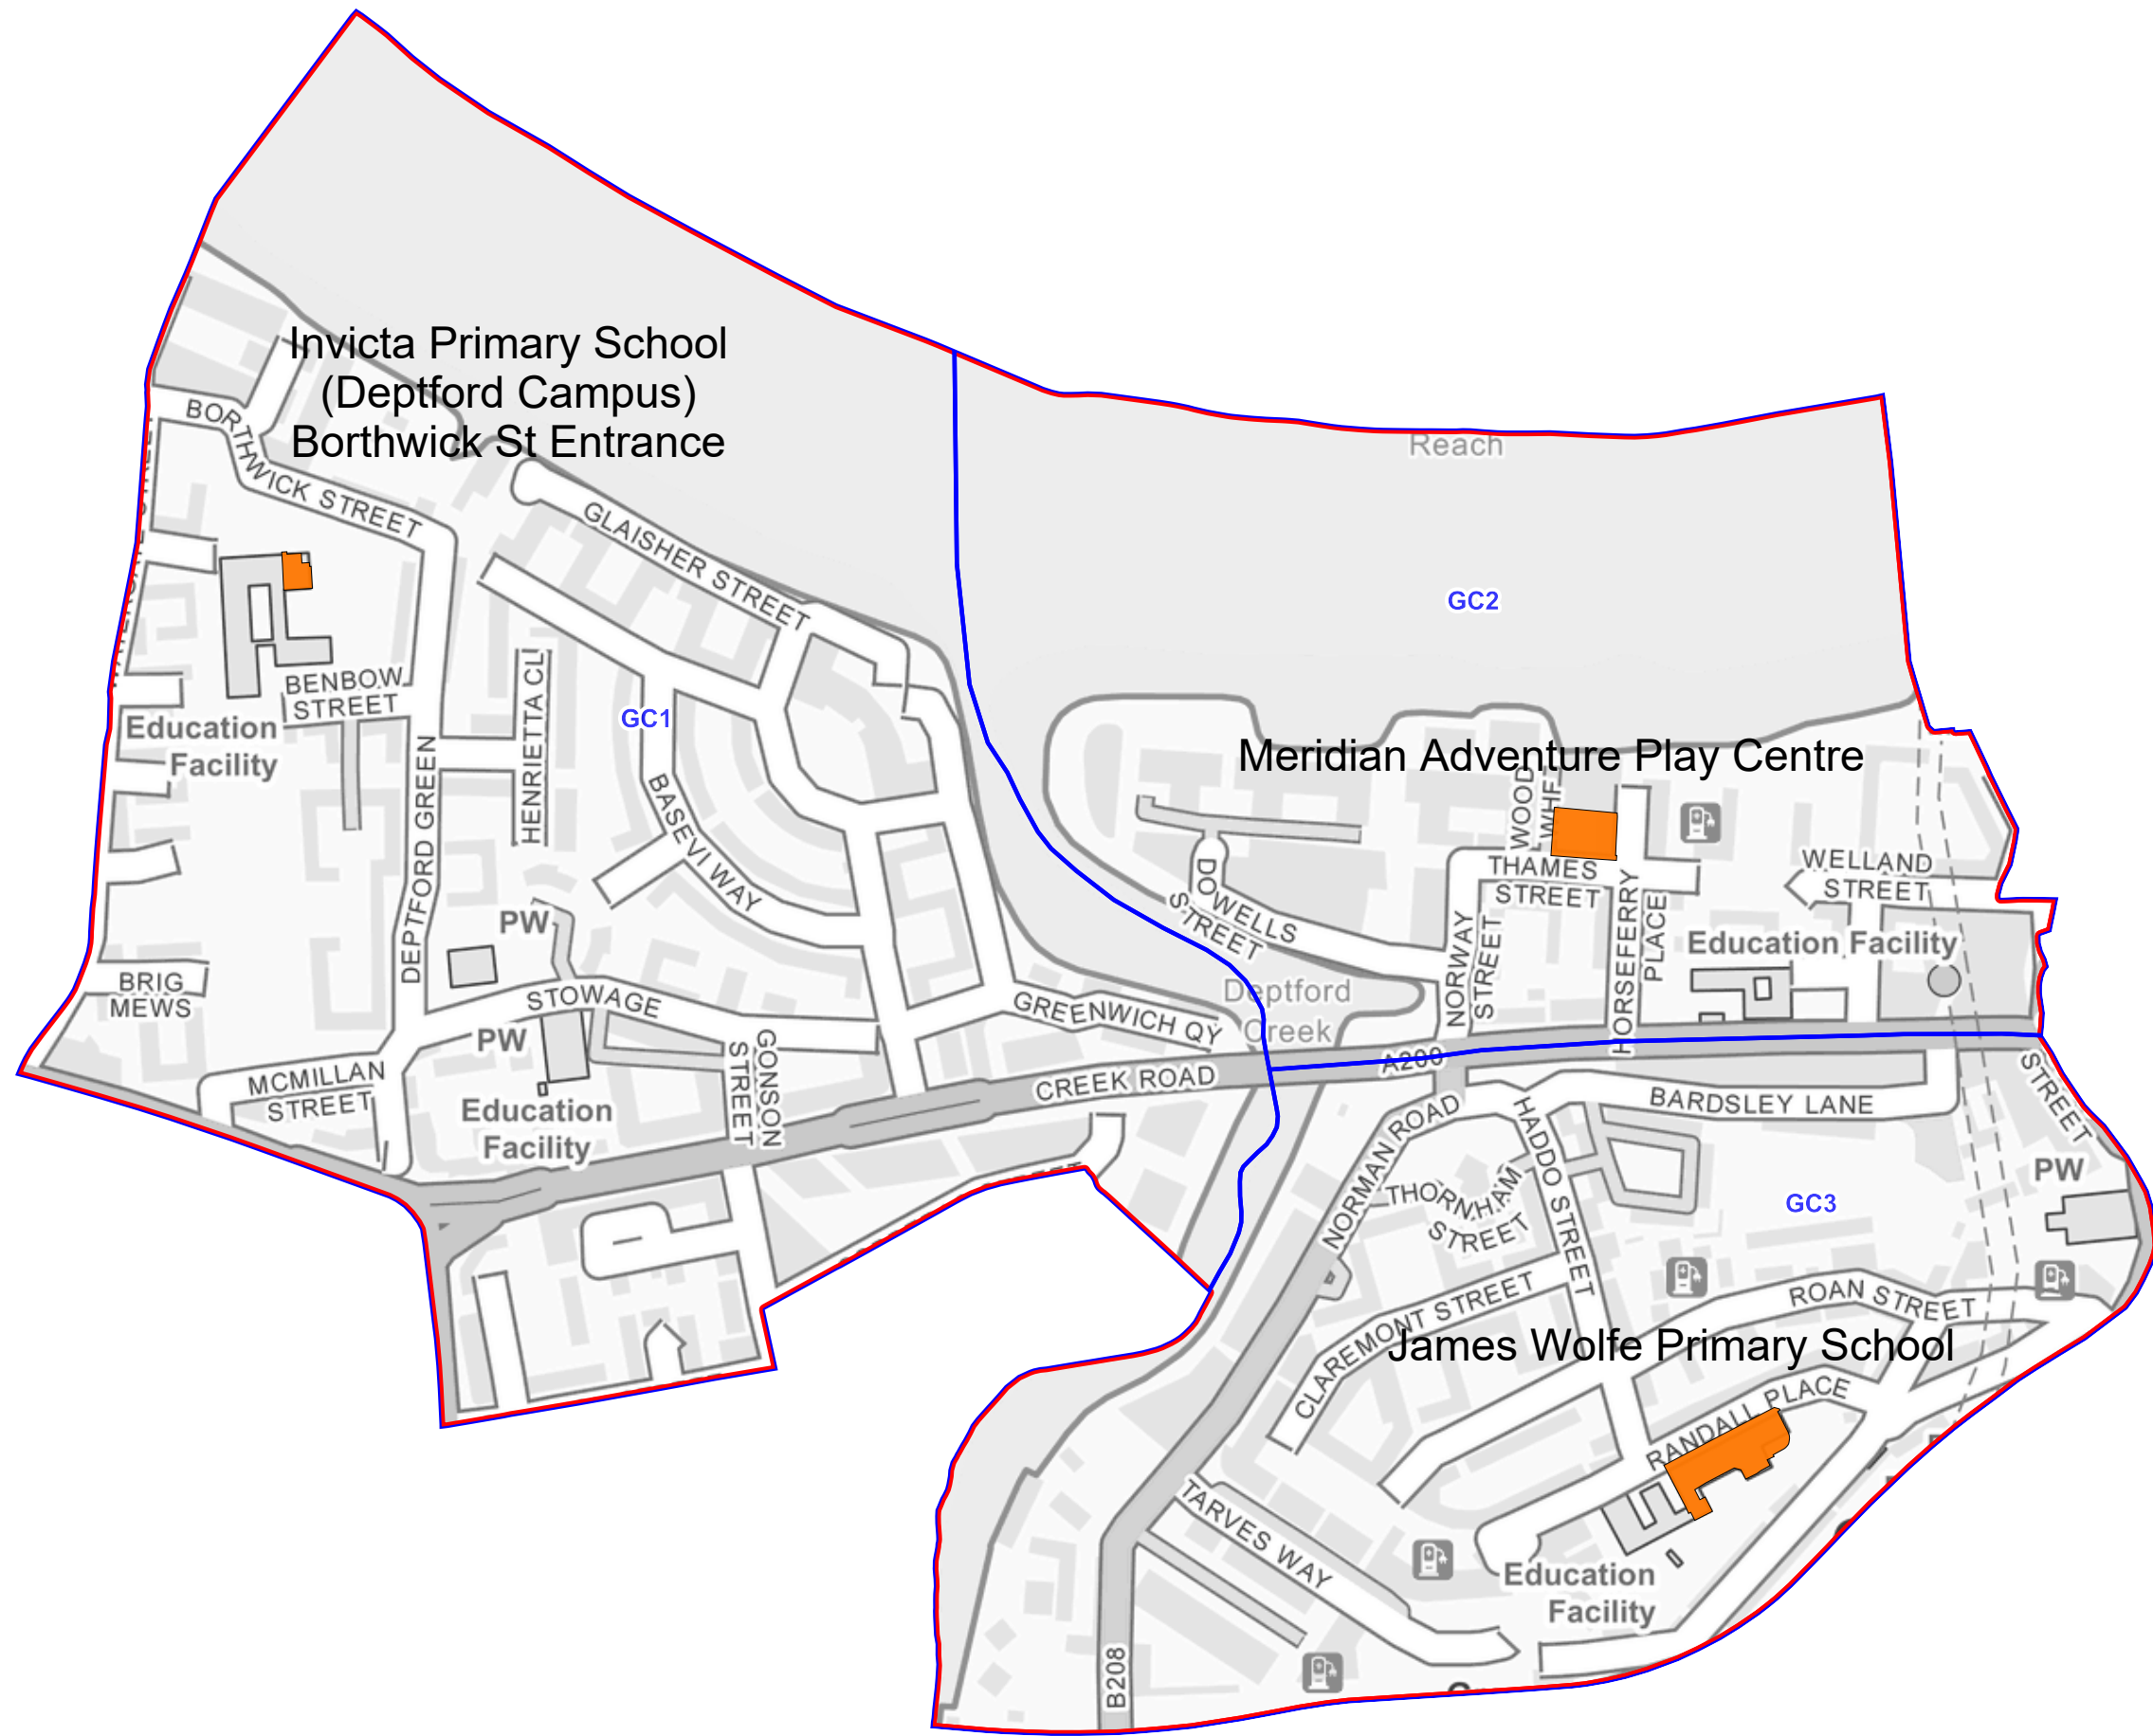 Invicta Primary School
(Deptford Campus)
Borthwick St Entrance
Reach
BORTHWICK STREET
GLAISHER STREET
GC2
BENBOW
STREET
HENRIETTA CL
GC1
Education
Facility
DEPTFORD GREEN
BASEVI WAY
Meridian Adventure Play Centre
WOOD
WHF
THAMES
STREET
WELLAND
STREET
DOWELLS
STREET
NORWAY
STREET
HORSEFERRY
PLACE
Education Facility
PW
BRIG
MEWS
STOWAGE
GREENWICH QY
Deptford
Creek
PW
GONSON
STREET
MCMILLAN
STREET
Education
Facility
CREEK ROAD
A200
STREET
BARDSLEY LANE
NORMAN ROAD
HADDO STREET
THORNHAM
STREET
PW
GC3
CLAREMONT STREET
ROAN STREET
James Wolfe Primary School
RANDALL PLACE
TARVES WAY
Education
Facility
B208